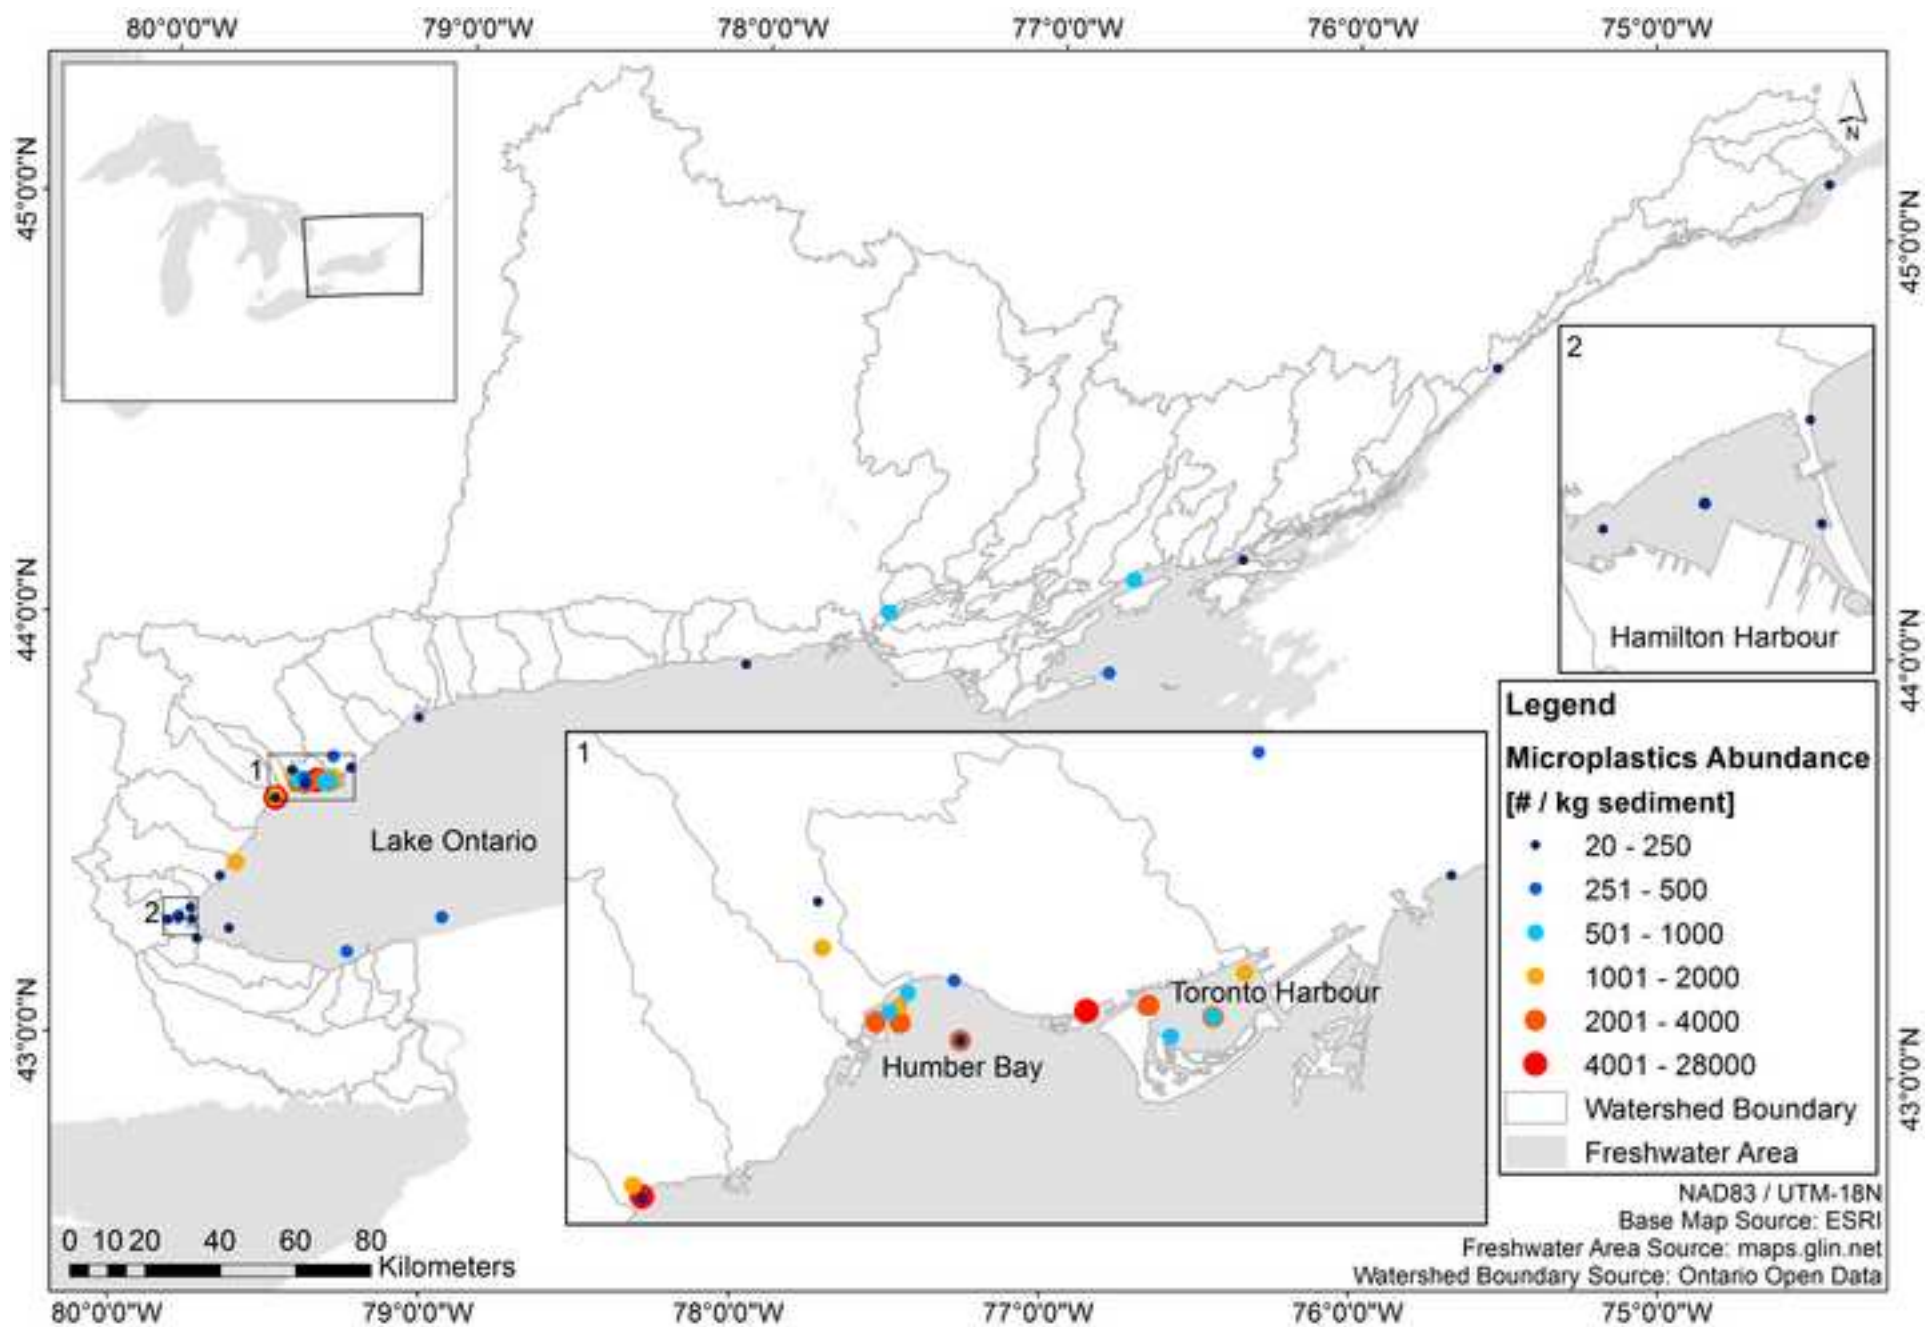 80°0'0"W 79°0'0"W 78°0'0"W 77°0'0"W 76°0'0"W 75°0'0"W
N
45°0'0"N
45°0'0"N
2
Hamilton Harbour
44°0'0"N
44°0'0"N
Legend
Microplastics Abundance
[# / kg sediment]
20 - 250
251 - 500
501 - 1000
1001 - 2000
2001 - 4000
4001 - 28000
Watershed Boundary
Freshwater Area
1
Lake Ontario
2
1
Toronto Harbour
Humber Bay
43°0'0"N
43°0'0"N
NAD83 / UTM-18N
Base Map Source: ESRI
Freshwater Area Source: maps.glin.net
Watershed Boundary Source: Ontario Open Data
0 10 20 40 60 80
Kilometers
80°0'0"W 79°0'0"W 78°0'0"W 77°0'0"W 76°0'0"W 75°0'0"W